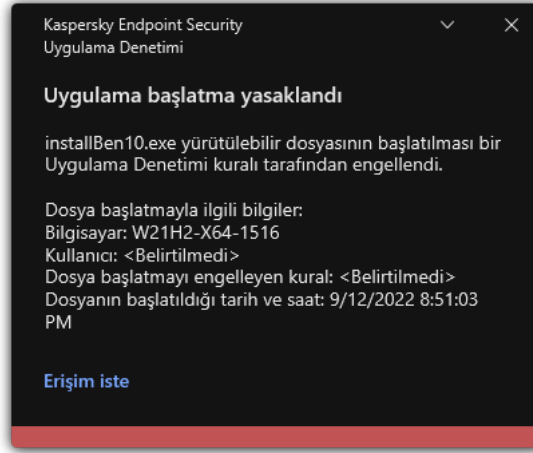 Kaspersky Endpoint Security
Uygulama Denetimi
Uygulama başlatma yasaklandı
installBen10.exe yürütülebilir dosyasının başlatılması bir
Uygulama Denetimi kuralı tarafından engellendi.
Dosya başlatmayla ilgili bilgiler:
Bilgisayar: W21H2-X64-1516
Kullanıcı: <Belirtilmedi>
Dosya başlatmayı engelleyen kural: <Belirtilmedi>
Dosyanın başlatıldığı tarih ve saat: 9/12/2022 8:51:03
PM
Erişim iste